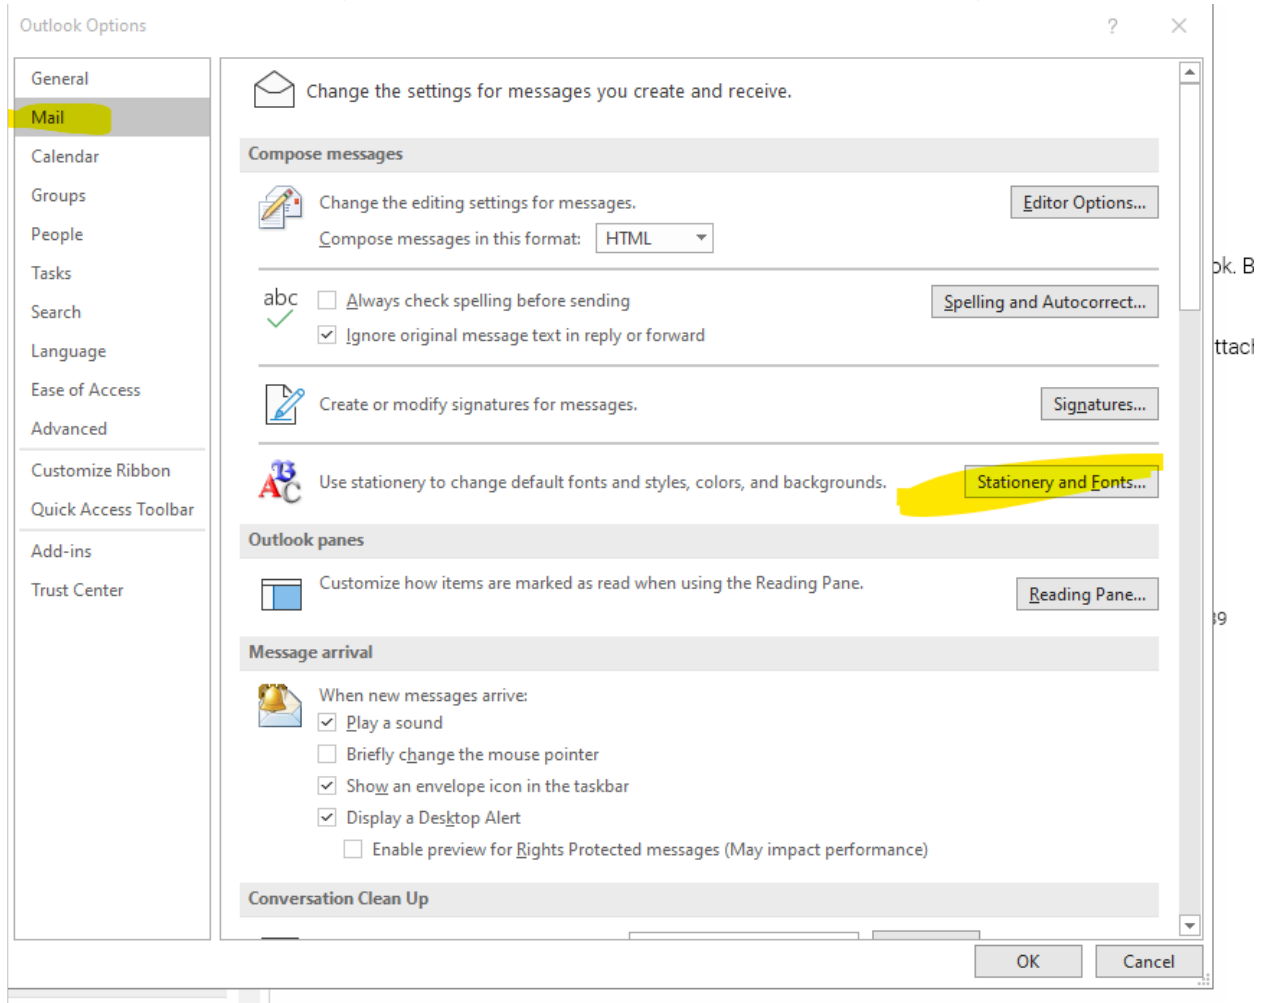 Outlook Options
?
General
Mail
Calendar
Groups
People
Tasks
Search
Language
Ease of Access
Advanced
Customize Ribbon
Quick Access Toolbar
Add-ins
Trust Center
Change the settings for messages you create and receive.
Compose messages
Change the editing settings for messages.
Editor Options...
Compose messages in this format: HTML
abc
Always check spelling before sending
Spelling and Autocorrect...
Ignore original message text in reply or forward
Create or modify signatures for messages.
Signatures...
Use stationery to change default fonts and styles, colors, and backgrounds.
Stationery and Fonts...
Outlook panes
Customize how items are marked as read when using the Reading Pane.
Reading Pane...
Message arrival
When new messages arrive:
Play a sound
Briefly change the mouse pointer
Show an envelope icon in the taskbar
Display a Desktop Alert
Enable preview for Rights Protected messages (May impact performance)
Conversation Clean Up
OK
Cancel